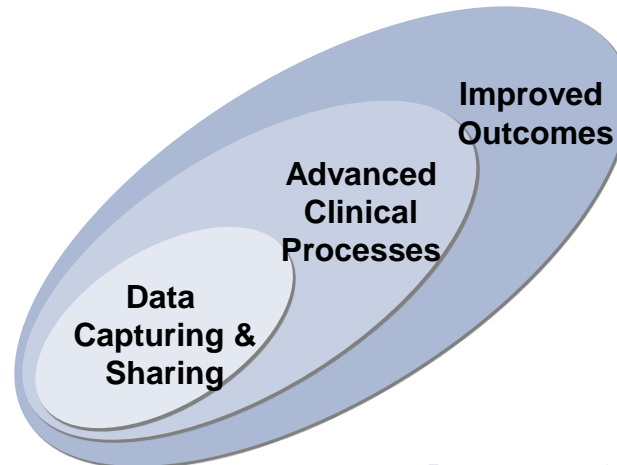 Improved
Outcomes
Advanced
Clinical
Processes
Data
Capturing &
Sharing